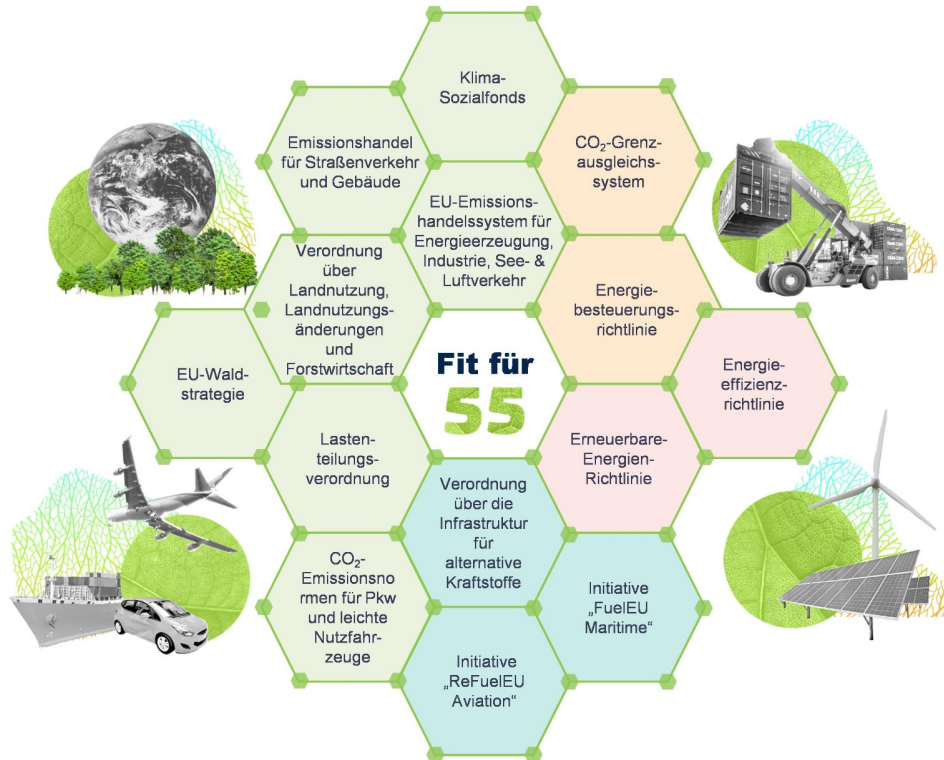 Klima-
Sozialfonds
Emissionshandel
für Straßenverkehr
und Gebäude
CO₂-Grenz-
ausgleichs-
system
EU-Emissions-
handelssystem für
Energieerzeugung,
Industrie, See- &
Luftverkehr
Verordnung
über
Landnutzung,
Landnutzungs-
änderungen
und
Forstwirtschaft
Energie-
besteuerungs-
richtlinie
EU-Wald-
strategie
Fit für
55
Energie-
effizienz-
richtlinie
Lasten-
teilungs-
verordnung
Erneuerbare-
Energien-
Richtlinie
Verordnung
über die
Infrastruktur
für
alternative
Kraftstoffe
CO₂-
Emissionsno
rmen für Pkw
und leichte
Nutzfahr-
zeuge
Initiative
„FuelEU
Maritime“
Initiative
„ReFuelEU
Aviation“